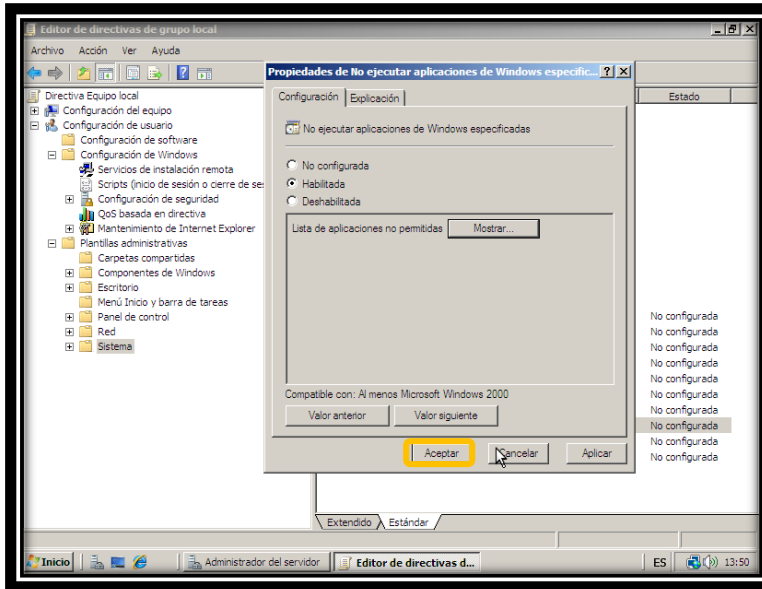 Editor de directivas de grupo local
Archivo Acción Ver Ayuda
Directiva Equipo local
Configuración del equipo
Configuración de usuario
Configuración de software
Configuración de Windows
Servicios de instalación remota
Scripts (inicio de sesión o cierre de se
Configuración de seguridad
QoS basada en directiva
Mantenimiento de Internet Explorer
Plantillas administrativas
Carpetas compartidas
Componentes de Windows
Escritorio
Menú Inicio y barra de tareas
Panel de control
Red
Sistema
Propiedades de No ejecutar aplicaciones de Windows especific...
Configuración Explicación
No ejecutar aplicaciones de Windows especificadas
No configurada
Habilitada
Deshabilitada
Lista de aplicaciones no permitidas Mostrar...
Compatible con: Al menos Microsoft Windows 2000
Valor anterior Valor siguiente
Aceptar Cancelar Aplicar
Estado
No configurada
No configurada
No configurada
No configurada
No configurada
No configurada
No configurada
No configurada
No configurada
No configurada
Extendido Estándar
Inicio Administrador del servidor Editor de directivas d... ES 13:50